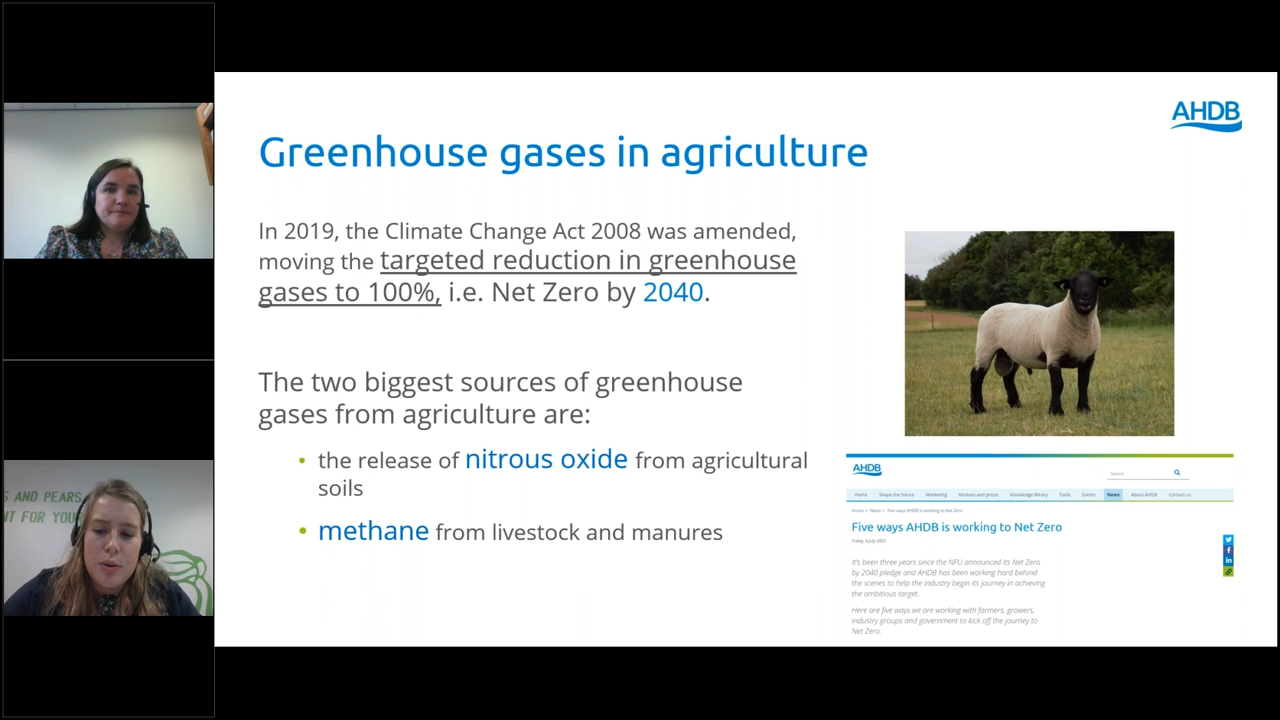 AHDB
Greenhouse gases in agriculture
In 2019, the Climate Change Act 2008 was amended,
moving the targeted reduction in greenhouse
gases to 100%, i.e. Net Zero by 2040.
The two biggest sources of greenhouse
gases from agriculture are:
• the release of nitrous oxide from agricultural
soils
• methane from livestock and manures
AHDB
Search
Home Shape the future Marketing Markets and prices Knowledge library Tools Events News About AHDB Contact us
Home > News > Five ways AHDB is working to Net Zero
Five ways AHDB is working to Net Zero
Friday, 8 July 2022
It's been three years since the NFU announced its Net Zero
by 2040 pledge and AHDB has been working hard behind
the scenes to help the industry begin its journey in achieving
the ambitious target.
Here are five ways we are working with farmers, growers,
industry groups and government to kick off the journey to
Net Zero.
S AND PEARS
NT FOR YOUR